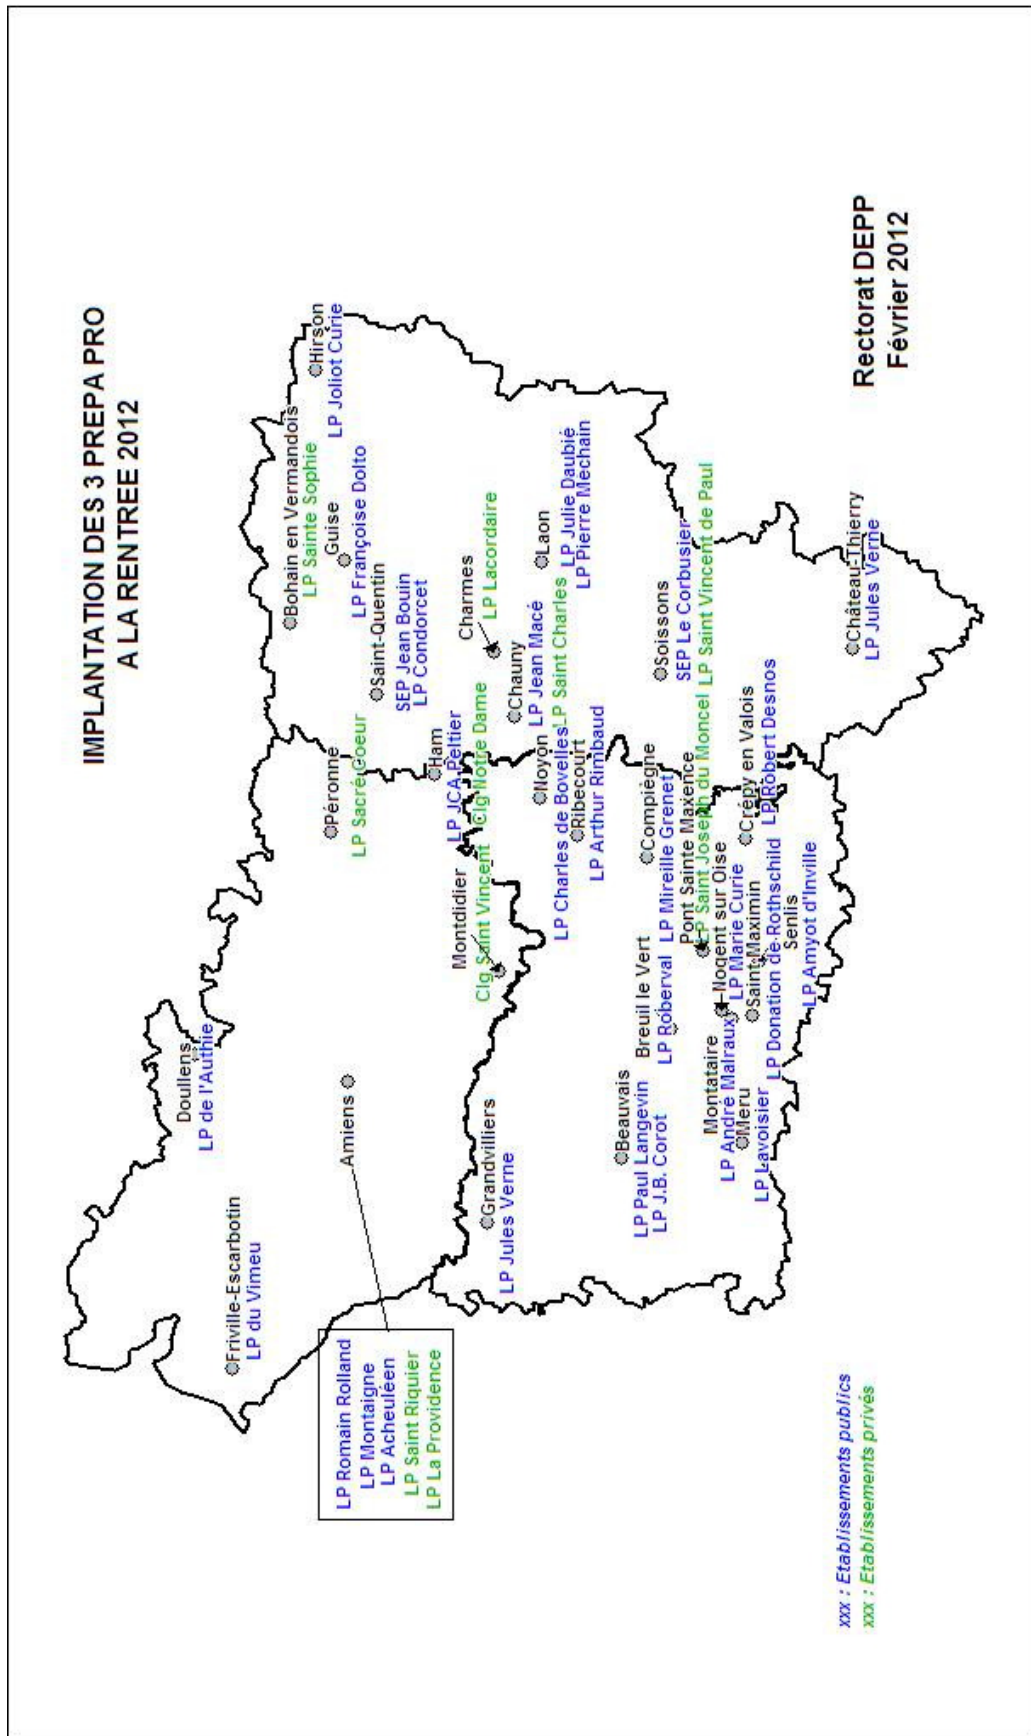 IMPLANTATION DES 3 PREPA PRO
A LA RENTREE 2012
Friville-Escarbotin
LP du Vimeu
Doullens
LP de l'Authie
Amiens
LP Romain Rolland
LP Montaigne
LP Acheuléen
LP Saint Riquier
LP La Providence
Péronne
LP Sacré Coeur
Ham
LP JCA Peltier
Clg Notre Dame
Montdidier
Clg Saint Vincent
Bohain en Vermandois
LP Sainte Sophie
Hirson
LP Joliot Curie
Guise
LP Françoise Dolto
Saint-Quentin
SEP Jean Bouin
LP Condorcet
Charmes
LP Lacordaire
Chauny
LP Jean Macé
LP Saint Charles
Laon
LP Julie Daubié
LP Pierre Méchain
Soissons
SEP Le Corbusier
LP Saint Vincent de Paul
Château-Thierry
LP Jules Verne
Grandvilliers
LP Jules Verne
Noyon
LP Charles de Bovelles
Ribecourt
LP Arthur Rimbaud
Compiègne
LP Mireille Grenet
Beauvais
LP Paul Langevin
LP J.B. Corot
Breuil le Vert
LP Roberval
Pont Sainte Maxence
LP Saint Joseph du Moncel
Nogent sur Oise
LP Marie Curie
Montataire
LP André Malraux
Saint-Maximin
LP Donation de Rothschild
Meru
LP Lavoisier
Crépy en Valois
LP Robert Desnos
Senlis
LP Amyot d'Inville
xxx : Etablissements publics
xxx : Etablissements privés
Rectorat DEPP
Février 2012